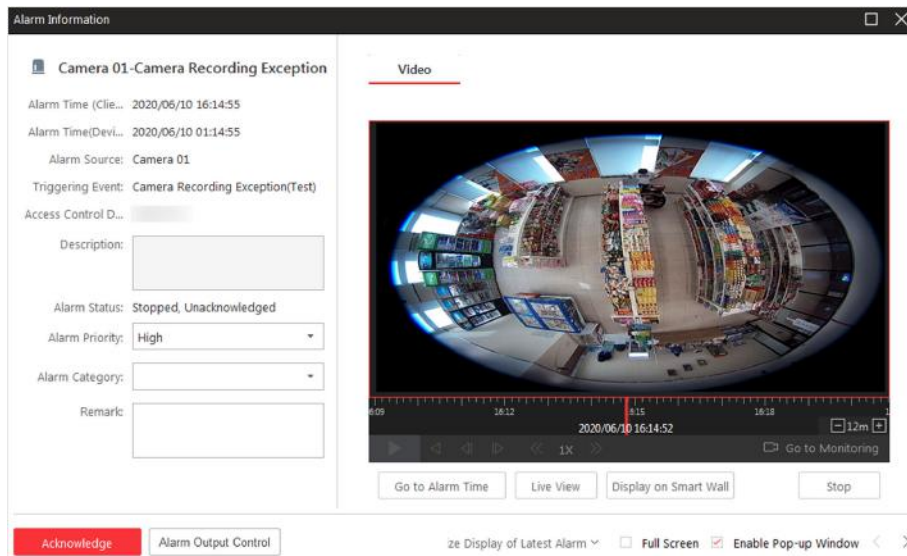 Alarm Information
Camera 01-Camera Recording Exception
Alarm Time (Clie... 2020/06/10 16:14:55
Alarm Time(Devi... 2020/06/10 01:14:55
Alarm Source: Camera 01
Triggering Event: Camera Recording Exception(Test)
Access Control D...
Description:
Alarm Status: Stopped, Unacknowledged
Alarm Priority: High
Alarm Category:
Remark:
Video
6:09 16:12 16:15 16:18 1
2020/06/10 16:14:52
12m
1X
Go to Monitoring
Go to Alarm Time Live View Display on Smart Wall Stop
Acknowledge Alarm Output Control ze Display of Latest Alarm Full Screen Enable Pop-up Window